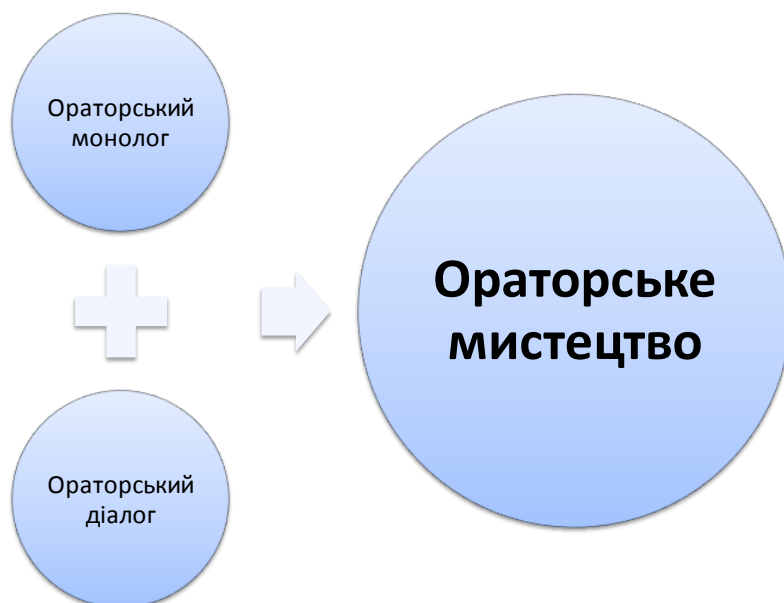 Ораторський
монолог
Ораторський
діалог
Ораторське
мистецтво